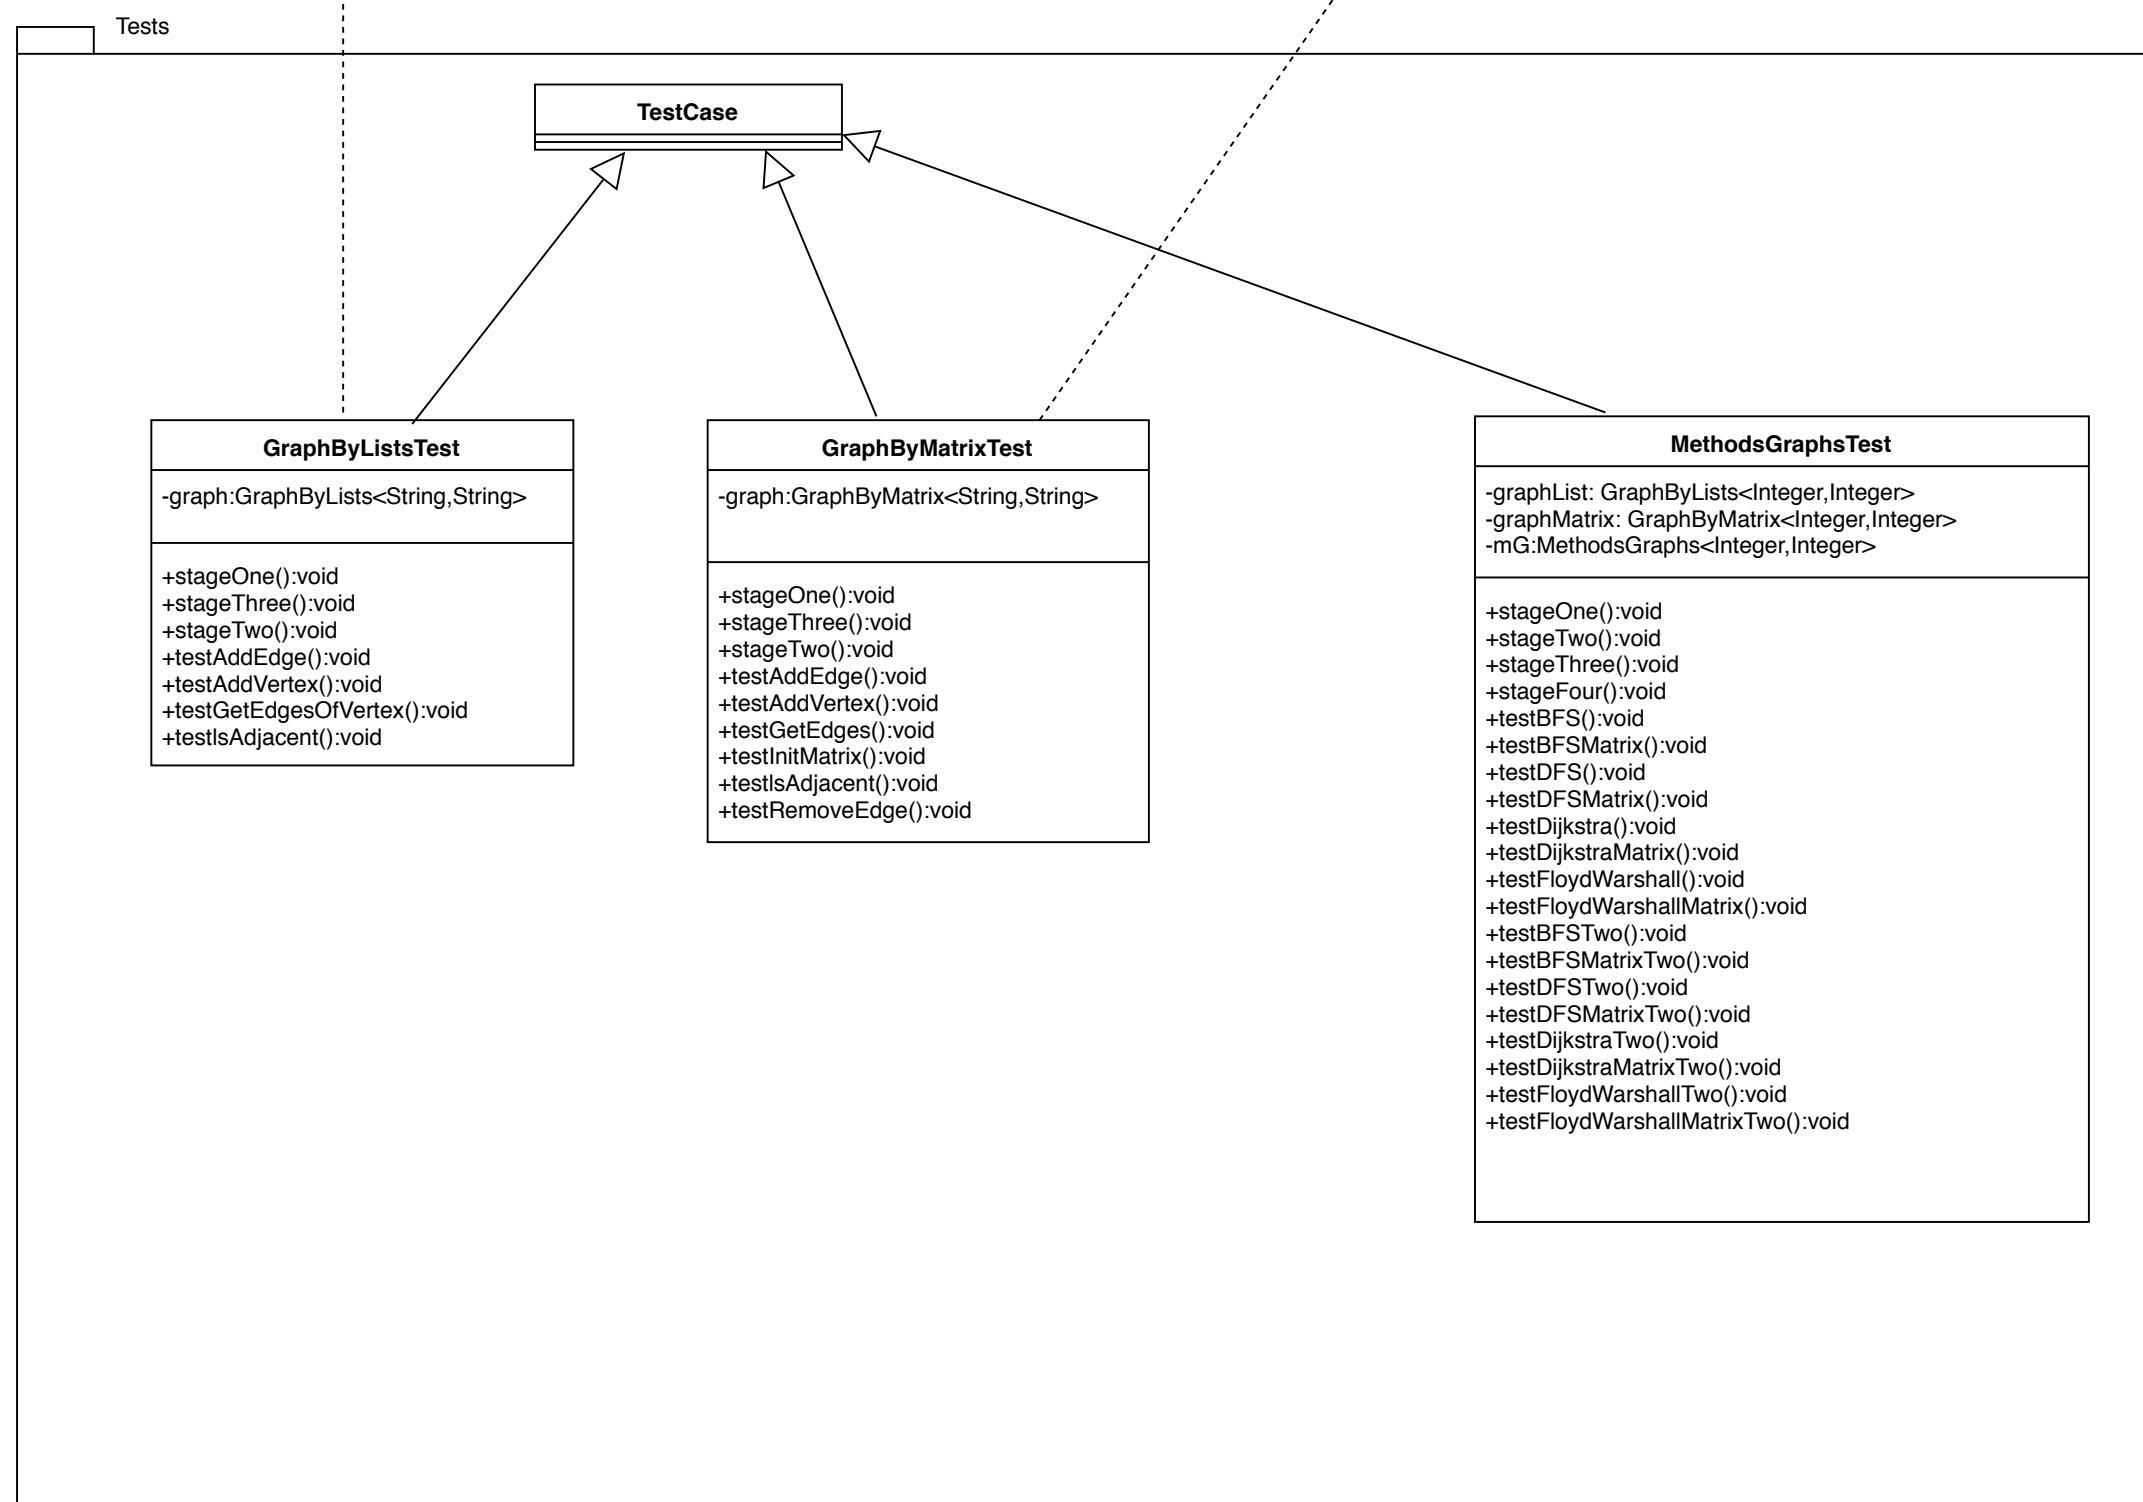 Tests
TestCase
GraphByListsTest
-graph:GraphByLists<String,String>
+stageOne():void
+stageThree():void
+stageTwo():void
+testAddEdge():void
+testAddVertex():void
+testGetEdgesOfVertex():void
+testIsAdjacent():void
GraphByMatrixTest
-graph:GraphByMatrix<String,String>
+stageOne():void
+stageThree():void
+stageTwo():void
+testAddEdge():void
+testAddVertex():void
+testGetEdges():void
+testInitMatrix():void
+testIsAdjacent():void
+testRemoveEdge():void
MethodsGraphsTest
-graphList: GraphByLists<Integer,Integer>
-graphMatrix: GraphByMatrix<Integer,Integer>
-mG:MethodsGraphs<Integer,Integer>
+stageOne():void
+stageTwo():void
+stageThree():void
+stageFour():void
+testBFS():void
+testBFSMatrix():void
+testDFS():void
+testDFSMatrix():void
+testDijkstra():void
+testDijkstraMatrix():void
+testFloydWarshall():void
+testFloydWarshallMatrix():void
+testBFSTwo():void
+testBFSMatrixTwo():void
+testDFSTwo():void
+testDFSMatrixTwo():void
+testDijkstraTwo():void
+testDijkstraMatrixTwo():void
+testFloydWarshallTwo():void
+testFloydWarshallMatrixTwo():void